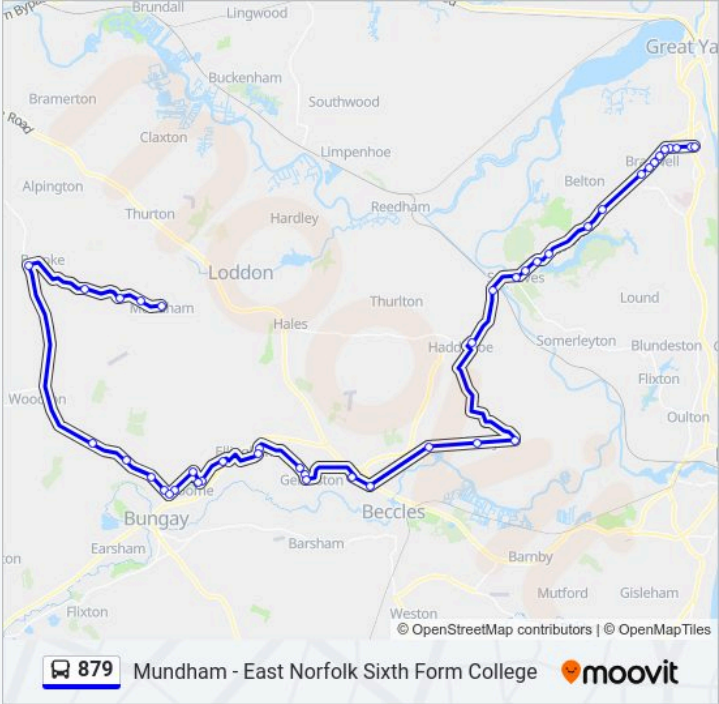 n Bypa
Brundall
Lingwood
Great Ya
Buckenham
Bramerton
Southwood
Road
Claxton
Limpenhoe
Alpington
Belton
Reedham
Thurton
Hardley
Loddon
Thurlton
Lound
Hales
Somerleyton
Blundeston
Flixton
Oulton
Bungay
Beccles
Earsham
Barsham
Barnby
Mutford
Gisleham
Flixton
Weston
© OpenStreetMap contributors | © OpenMapTiles
879 Mundham - East Norfolk Sixth Form College moovit